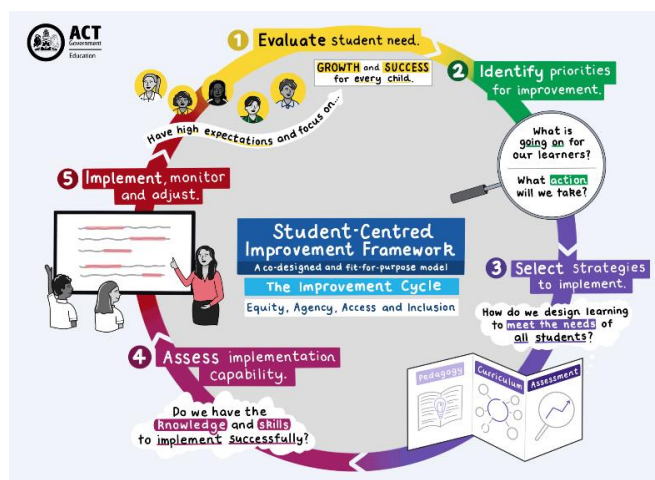 ACT
Government
Education
1 Evaluate student need.
GROWTH and SUCCESS
for every child.
Have high expectations and focus on...
2 Identify priorities
for improvement.
What is
going on for
our learners?
What action
will we take?
3 Select Strategies
to implement.
How do we design learning
to meet the needs of
all students?
Pedagogy
Curriculum
Assessment
4 Assess implementation
capability.
Do we have the
knowledge and skills
to implement successfully?
5 Implement, monitor
and adjust.
Student-Centred
Improvement Framework
A co-designed and fit-for-purpose model
The Improvement Cycle
Equity, Agency, Access and Inclusion